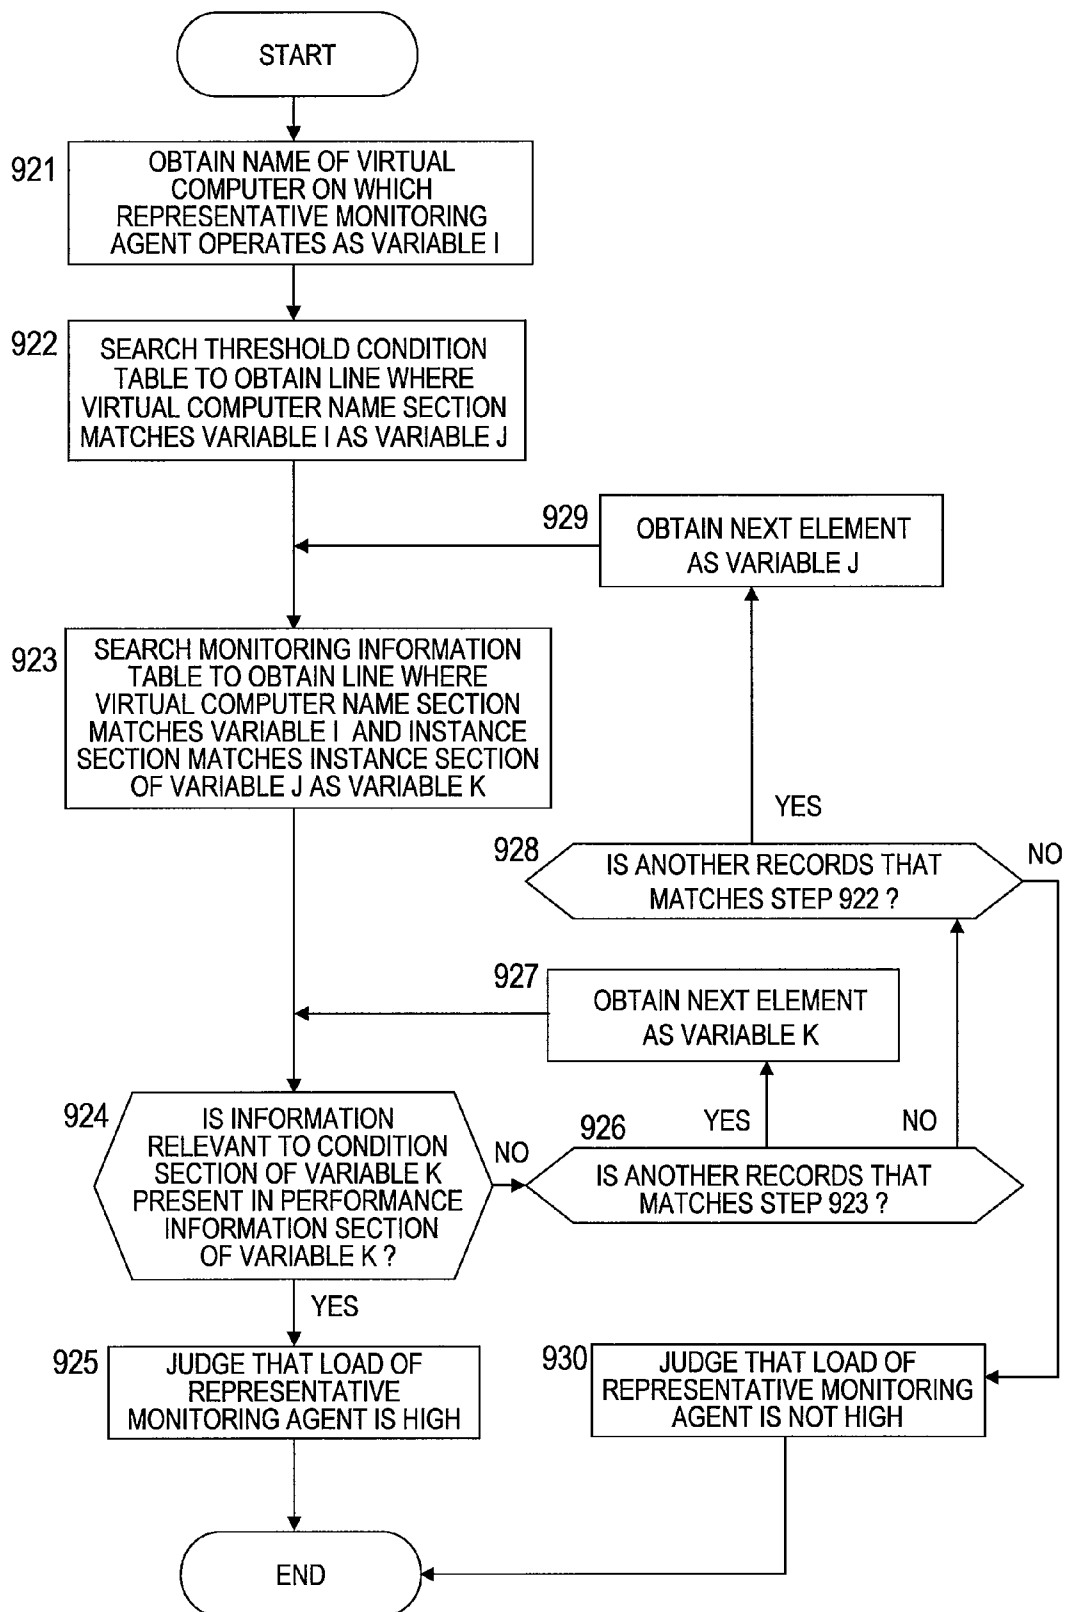 START
921
OBTAIN NAME OF VIRTUAL
COMPUTER ON WHICH
REPRESENTATIVE MONITORING
AGENT OPERATES AS VARIABLE I
922
SEARCH THRESHOLD CONDITION
TABLE TO OBTAIN LINE WHERE
VIRTUAL COMPUTER NAME SECTION
MATCHES VARIABLE I AS VARIABLE J
929
OBTAIN NEXT ELEMENT
AS VARIABLE J
923
SEARCH MONITORING INFORMATION
TABLE TO OBTAIN LINE WHERE
VIRTUAL COMPUTER NAME SECTION
MATCHES VARIABLE I AND INSTANCE
SECTION MATCHES INSTANCE SECTION
OF VARIABLE J AS VARIABLE K
YES
928
IS ANOTHER RECORDS THAT
MATCHES STEP 922 ?
NO
927
OBTAIN NEXT ELEMENT
AS VARIABLE K
924
IS INFORMATION
RELEVANT TO CONDITION
SECTION OF VARIABLE K
PRESENT IN PERFORMANCE
INFORMATION SECTION
OF VARIABLE K ?
NO
926
YES
NO
IS ANOTHER RECORDS THAT
MATCHES STEP 923 ?
YES
925
JUDGE THAT LOAD OF
REPRESENTATIVE
MONITORING AGENT IS HIGH
930
JUDGE THAT LOAD OF
REPRESENTATIVE MONITORING
AGENT IS NOT HIGH
END